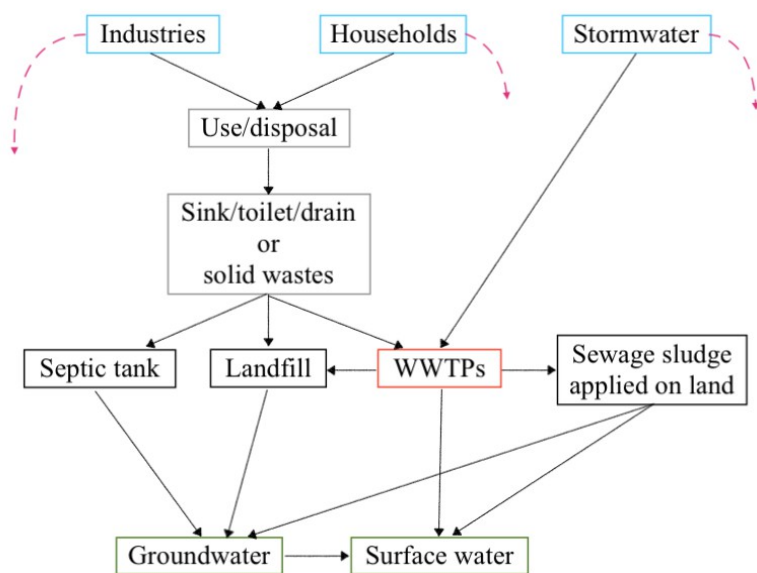 Industries
Households
Stormwater
Use/disposal
Sink/toilet/drain
or
solid wastes
Septic tank
Landfill
WWTPs
Sewage sludge
applied on land
Groundwater
Surface water